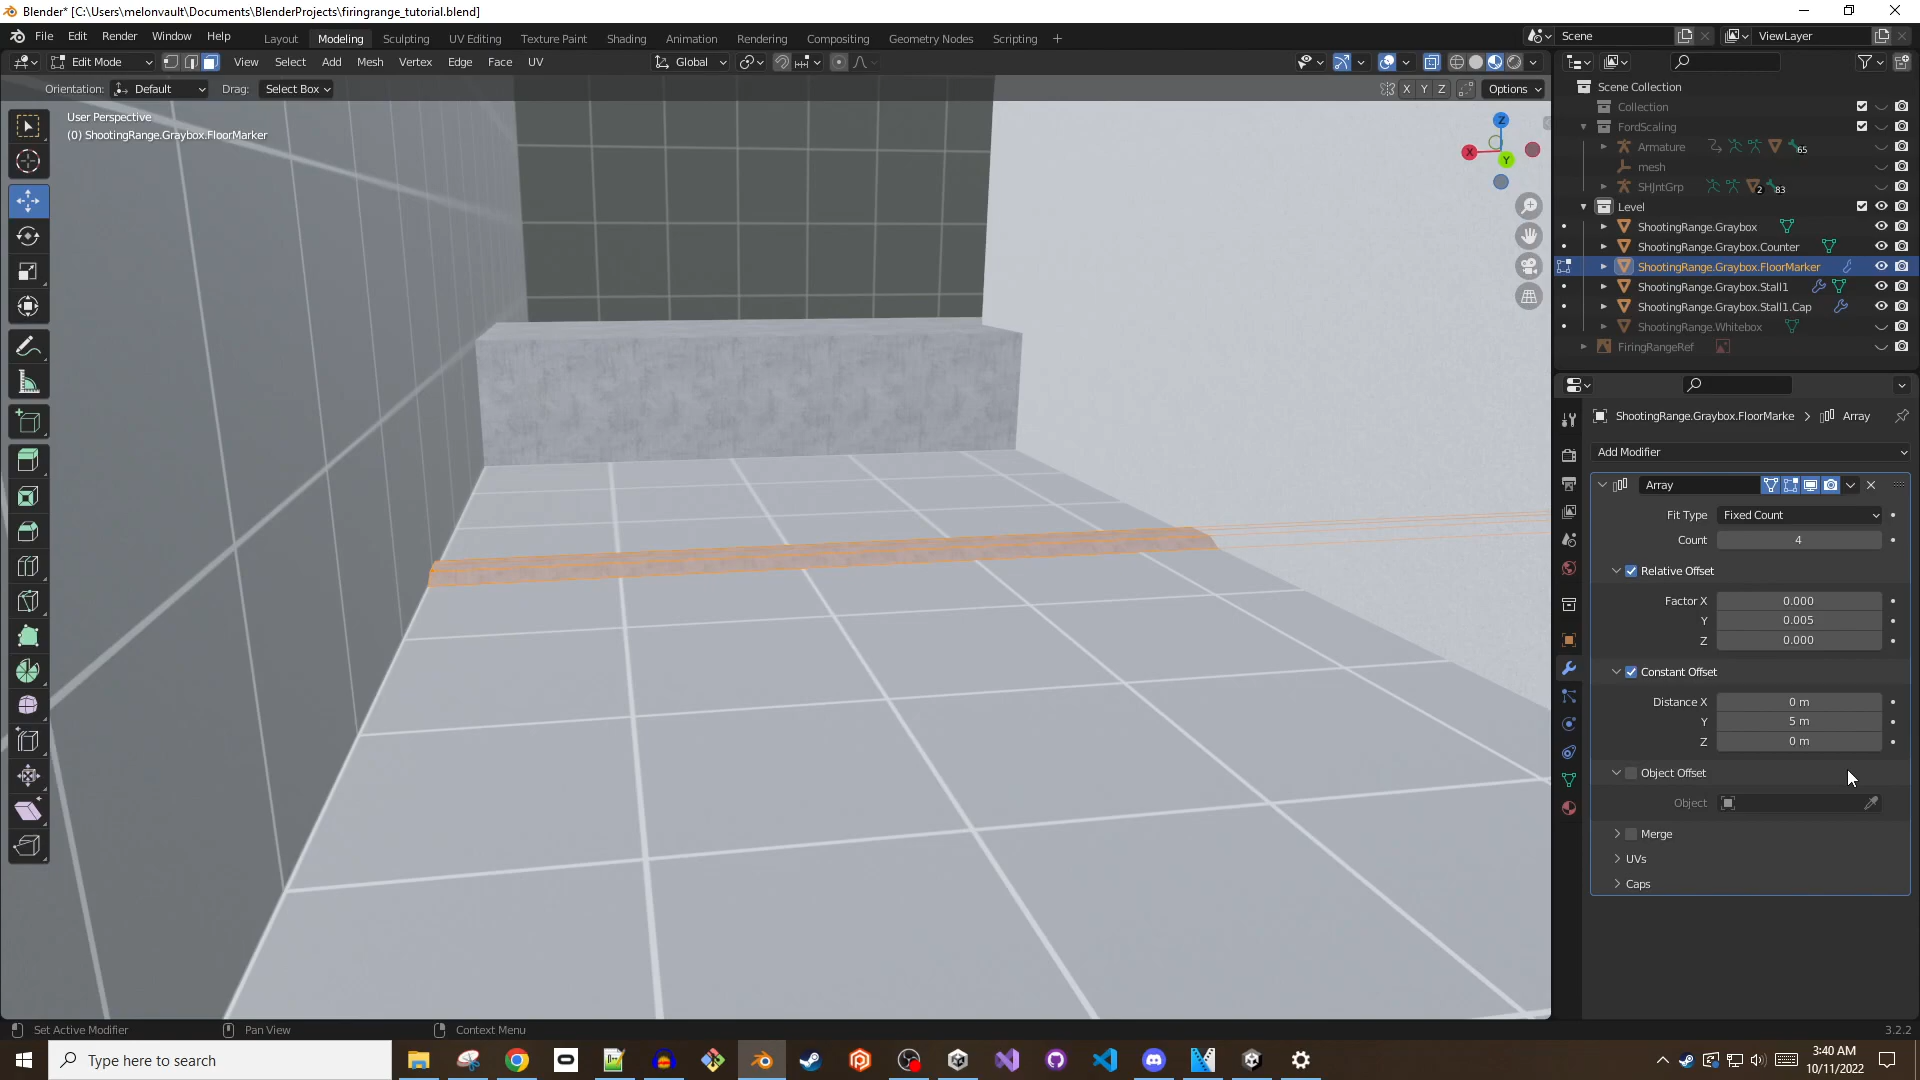 Blender* [C:\Users\melonvault\Documents\BlenderProjects\firingrange_tutorial.blend]
File Edit Render Window Help
Layout Modeling Sculpting UV Editing Texture Paint Shading Animation Rendering Compositing Geometry Nodes Scripting +
Scene
ViewLayer
Edit Mode View Select Add Mesh Vertex Edge Face UV
Global
Orientation: Default Drag: Select Box
X Y Z Options
User Perspective
(0) ShootingRange.Graybox.FloorMarker
Z
X
Y
Scene Collection
Collection
FordScaling
Armature 65
mesh
SHJntGrp 2 83
Level
ShootingRange.Graybox
ShootingRange.Graybox.Counter
ShootingRange.Graybox.FloorMarker
ShootingRange.Graybox.Stall1
ShootingRange.Graybox.Stall1.Cap
ShootingRange.Whitebox
FiringRangeRef
ShootingRange.Graybox.FloorMarke > Array
Add Modifier
Array
Fit Type Fixed Count
Count 4
Relative Offset
Factor X 0.000
Y 0.005
Z 0.000
Constant Offset
Distance X 0 m
Y 5 m
Z 0 m
Object Offset
Object
Merge
UVs
Caps
Set Active Modifier Pan View Context Menu 3.2.2
Type here to search
3:40 AM
10/11/2022